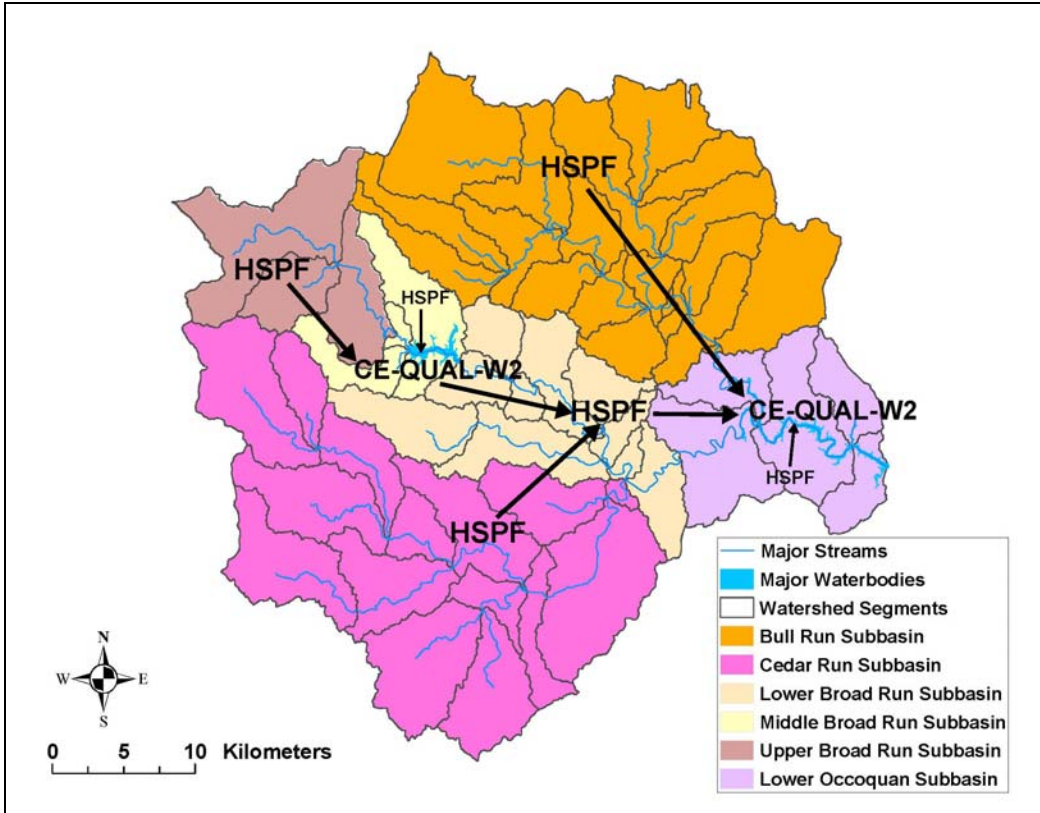 HSPF
HSPF
HSPF
CE-QUAL-W2
HSPF
CE-QUAL-W2
HSPF
HSPF
Major Streams
Major Waterbodies
Watershed Segments
Bull Run Subbasin
Cedar Run Subbasin
Lower Broad Run Subbasin
Middle Broad Run Subbasin
Upper Broad Run Subbasin
Lower Occoquan Subbasin
N
W E
S
0 5 10 Kilometers